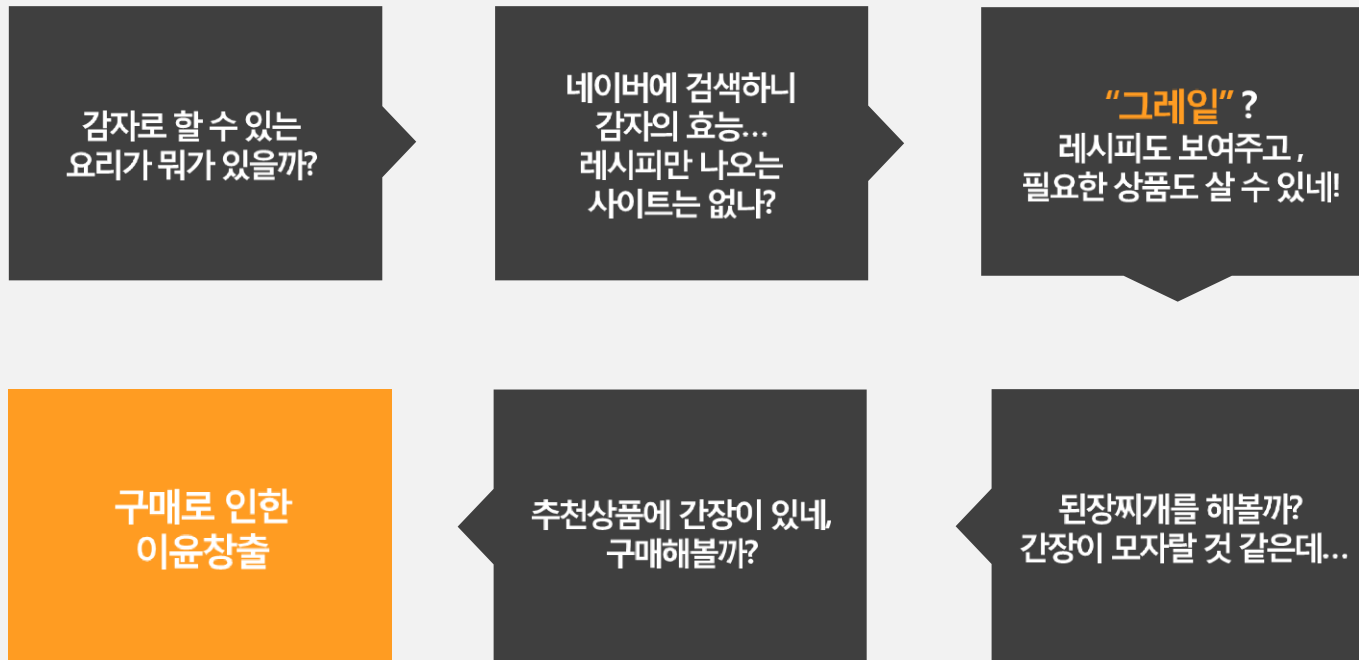 감자로 할 수 있는
요리가 뭐가 있을까?
네이버에 검색하니
감자의 효능...
레시피만 나오는
사이트는 없나?
“그레잍” ?
레시피도 보여주고 ,
필요한 상품도 살 수 있네!
된장찌개를 해볼까?
간장이 모자랄 것 같은데...
추천상품에 간장이 있네,
구매해볼까?
구매로 인한
이윤창출